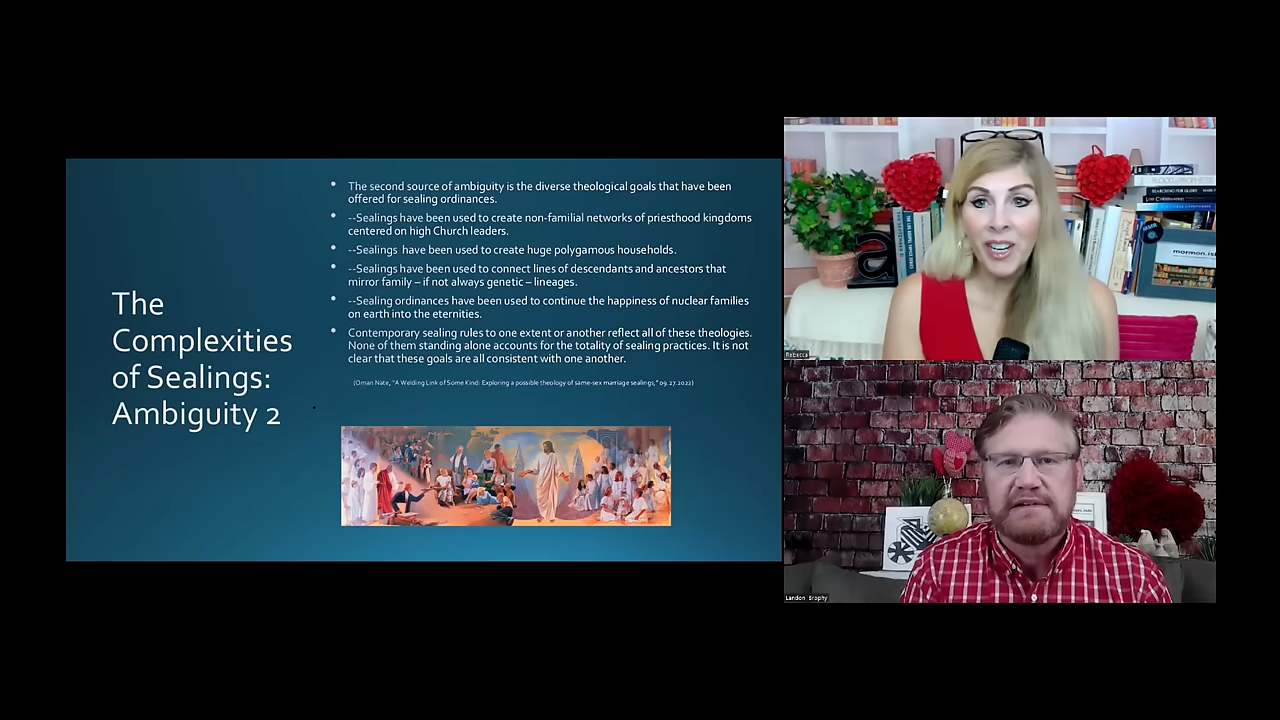 The
Complexities
of Sealings:
Ambiguity 2
The second source of ambiguity is the diverse theological goals that have been
offered for sealing ordinances.
--Sealings have been used to create non-familial networks of priesthood kingdoms
centered on high Church leaders.
--Sealings have been used to create huge polygamous households.
--Sealings have been used to connect lines of descendants and ancestors that
mirror family – if not always genetic – lineages.
--Sealing ordinances have been used to continue the happiness of nuclear families
on earth into the eternities.
Contemporary sealing rules to one extent or another reflect all of these theologies.
None of them standing alone accounts for the totality of sealing practices. It is not
clear that these goals are all consistent with one another.
(Oman Nate, "A Welding Link of Some Kind: Exploring a possible theology of same-sex marriage sealings," 09.27.2022)
a
SEARCHING FOR GLORY
mormon.ish
Rebecca
Landon Brophy